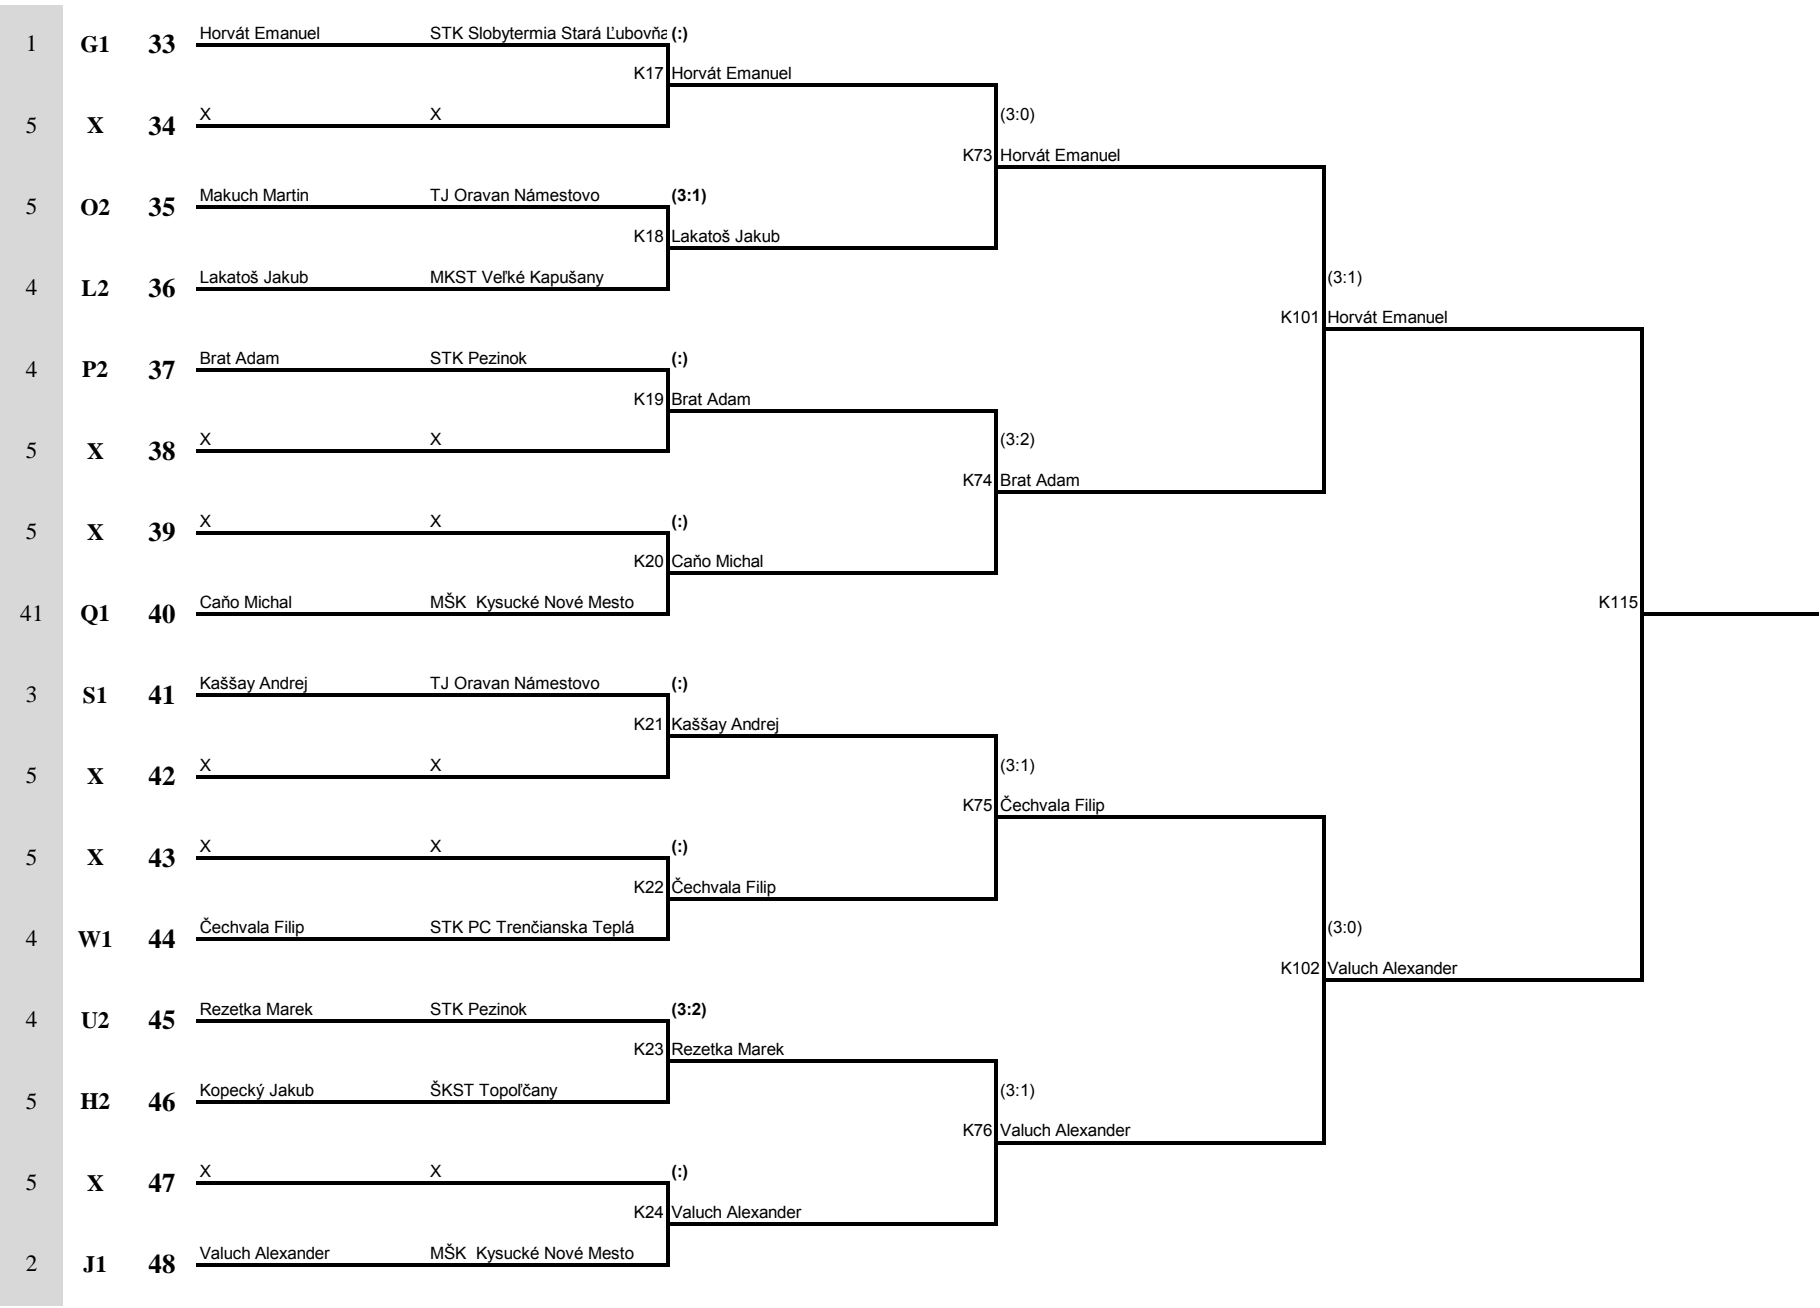 Horvát Emanuel STK Slobytermia Stará Ľubovňa (:)
1 G1 33
K17 Horvát Emanuel
X X (3:0)
5 X 34
K73 Horvát Emanuel
Makuch Martin TJ Oravan Námestovo (3:1)
5 O2 35
K18 Lakatoš Jakub
Lakatoš Jakub MKST Veľké Kapušany (3:1)
4 L2 36
K101 Horvát Emanuel
Brat Adam STK Pezinok (:)
4 P2 37
K19 Brat Adam
X X (3:2)
5 X 38
K74 Brat Adam
X X (:)
5 X 39
K20 Caňo Michal
Caňo Michal MŠK Kysucké Nové Mesto K115
41 Q1 40
Kaššay Andrej TJ Oravan Námestovo (:)
3 S1 41
K21 Kaššay Andrej
X X (3:1)
5 X 42
K75 Čechvala Filip
X X (:)
5 X 43
K22 Čechvala Filip
Čechvala Filip STK PC Trenčianska Teplá (3:0)
4 W1 44
K102 Valuch Alexander
Rezetka Marek STK Pezinok (3:2)
4 U2 45
K23 Rezetka Marek
Kopecký Jakub ŠKST Topoľčany (3:1)
5 H2 46
K76 Valuch Alexander
X X (:)
5 X 47
K24 Valuch Alexander
Valuch Alexander MŠK Kysucké Nové Mesto
2 J1 48